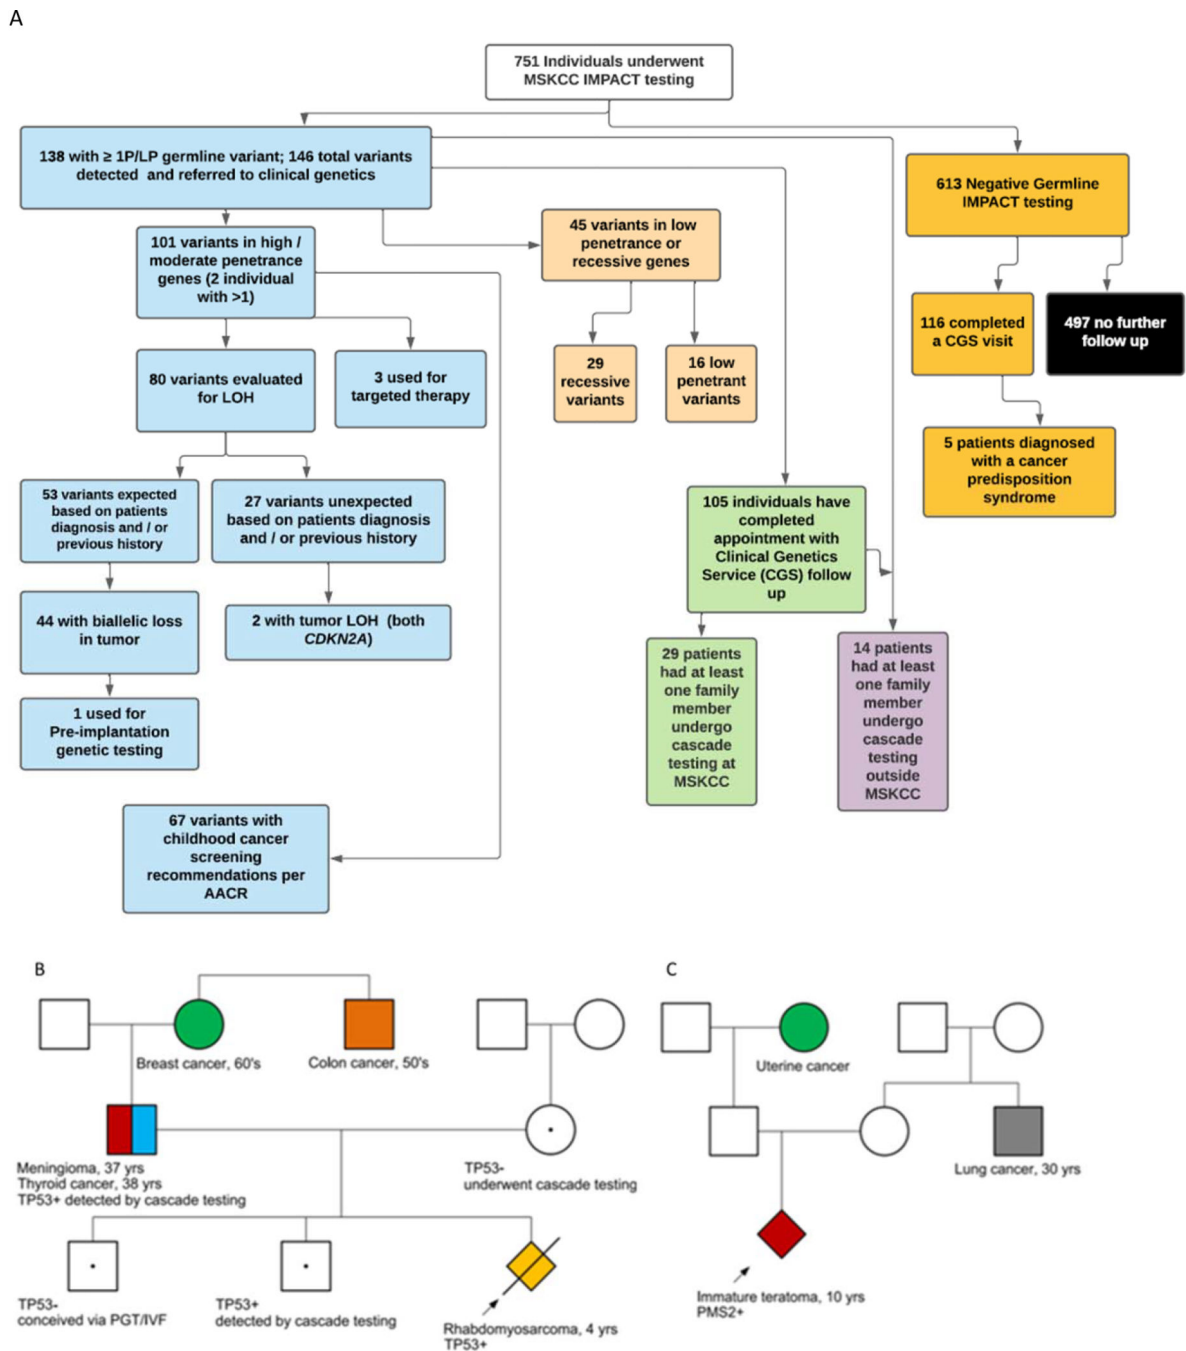 A
751 Individuals underwent
MSKCC IMPACT testing
138 with ≥ 1P/LP germline variant; 146 total variants
detected and referred to clinical genetics
613 Negative Germline
IMPACT testing
101 variants in high /
moderate penetrance
genes (2 individual
with >1)
45 variants in low
penetrance or
recessive genes
116 completed
a CGS visit
497 no further
follow up
80 variants evaluated
for LOH
3 used for
targeted therapy
29
recessive
variants
16 low
penetrant
variants
5 patients diagnosed
with a cancer
predisposition
syndrome
53 variants expected
based on patients
diagnosis and / or
previous history
27 variants unexpected
based on patients diagnosis
and / or previous history
105 individuals have
completed
appointment with
Clinical Genetics
Service (CGS) follow
up
44 with biallelic loss
in tumor
2 with tumor LOH (both
CDKN2A)
29 patients
had at least
one family
member
undergo
cascade
testing at
MSKCC
14 patients
had at least
one family
member
undergo
cascade
testing
outside
MSKCC
1 used for
Pre-implantation
genetic testing
67 variants with
childhood cancer
screening
recommendations per
AACR
B
Breast cancer, 60's
Colon cancer, 50's
Meningioma, 37 yrs
Thyroid cancer, 38 yrs
TP53+ detected by cascade testing
TP53-
underwent cascade testing
TP53-
conceived via PGT/IVF
TP53+
detected by cascade testing
Rhabdomyosarcoma, 4 yrs
TP53+
C
Uterine cancer
Lung cancer, 30 yrs
Immature teratoma, 10 yrs
PMS2+